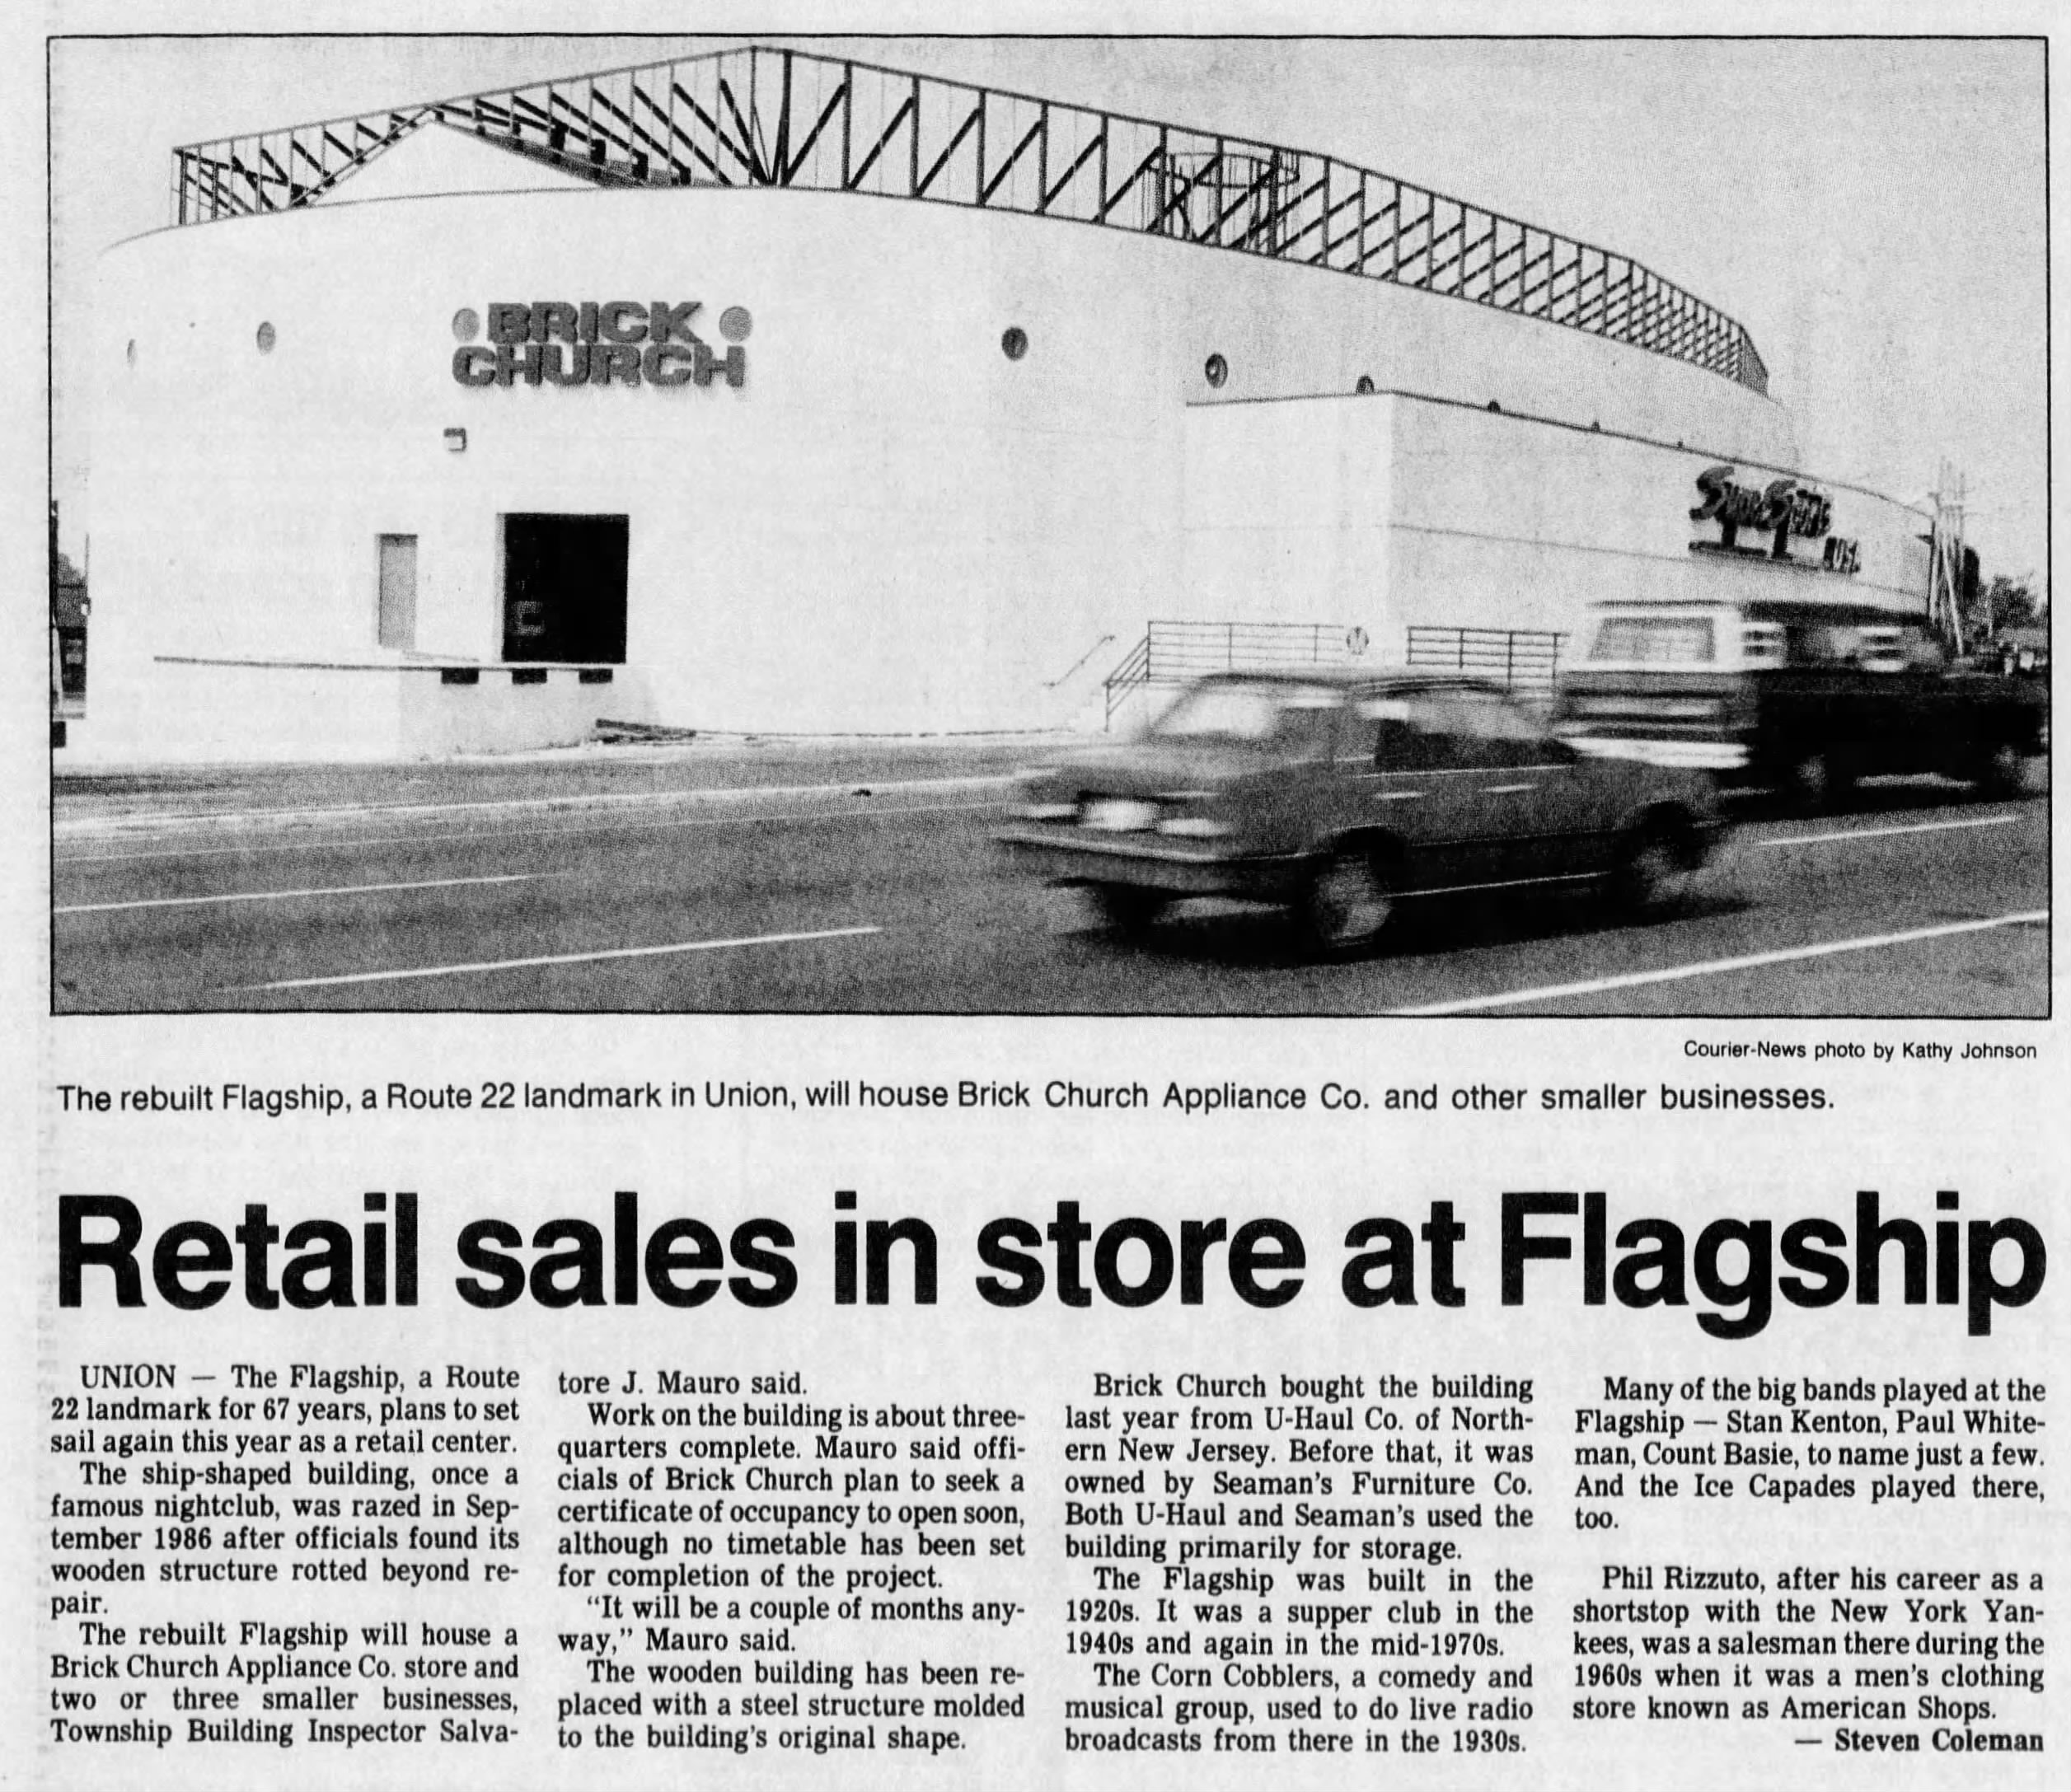 BRICK
CHURCH
Courier-News photo by Kathy Johnson
The rebuilt Flagship, a Route 22 landmark in Union, will house Brick Church Appliance Co. and other smaller businesses.
Retail sales in store at Flagship
UNION — The Flagship, a Route
22 landmark for 67 years, plans to set
sail again this year as a retail center.
The ship-shaped building, once a
famous nightclub, was razed in Sep-
tember 1986 after officials found its
wooden structure rotted beyond re-
pair.
The rebuilt Flagship will house a
Brick Church Appliance Co. store and
two or three smaller businesses,
Township Building Inspector Salva-
tore J. Mauro said.
Work on the building is about three-
quarters complete. Mauro said offi-
cials of Brick Church plan to seek a
certificate of occupancy to open soon,
although no timetable has been set
for completion of the project.
"It will be a couple of months any-
way," Mauro said.
The wooden building has been re-
placed with a steel structure molded
to the building's original shape.
Brick Church bought the building
last year from U-Haul Co. of North-
ern New Jersey. Before that, it was
owned by Seaman's Furniture Co.
Both U-Haul and Seaman's used the
building primarily for storage.
The Flagship was built in the
1920s. It was a supper club in the
1940s and again in the mid-1970s.
The Corn Cobblers, a comedy and
musical group, used to do live radio
broadcasts from there in the 1930s.
Many of the big bands played at the
Flagship — Stan Kenton, Paul White-
man, Count Basie, to name just a few.
And the Ice Capades played there,
too.
Phil Rizzuto, after his career as a
shortstop with the New York Yan-
kees, was a salesman there during the
1960s when it was a men's clothing
store known as American Shops.
— Steven Coleman